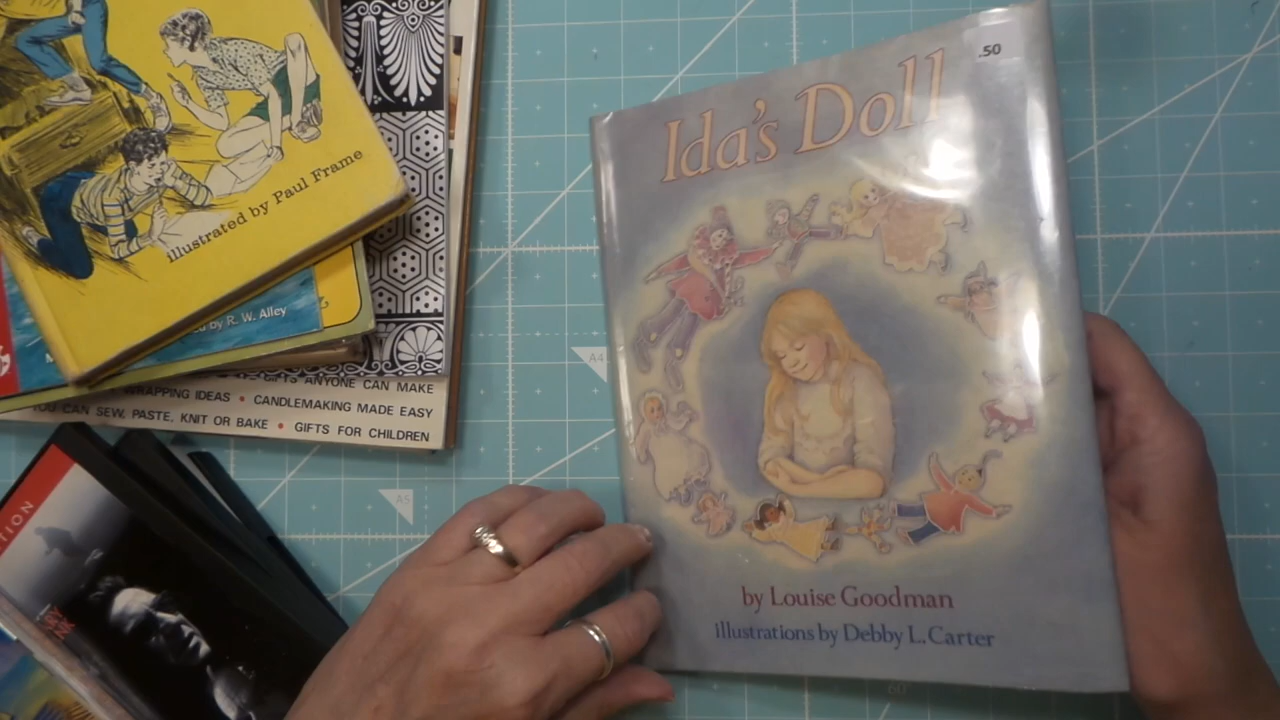 .50
Ida's Doll
by Louise Goodman
illustrations by Debby L. Carter
illustrated by Paul Frame
by R. W. Alley
GIFTS ANYONE CAN MAKE
WRAPPING IDEAS • CANDLEMAKING MADE EASY
YOU CAN SEW, PASTE, KNIT OR BAKE • GIFTS FOR CHILDREN
A4
A5
60